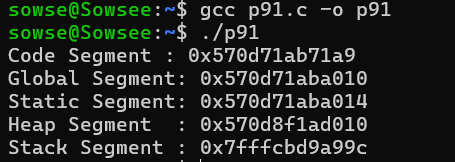 sowse@Sowsee:~$ gcc p91.c -o p91
sowse@Sowsee:~$ ./p91
Code Segment : 0x570d71ab71a9
Global Segment: 0x570d71aba010
Static Segment: 0x570d71aba014
Heap Segment  : 0x570d8f1ad010
Stack Segment : 0x7fffcbd9a99c